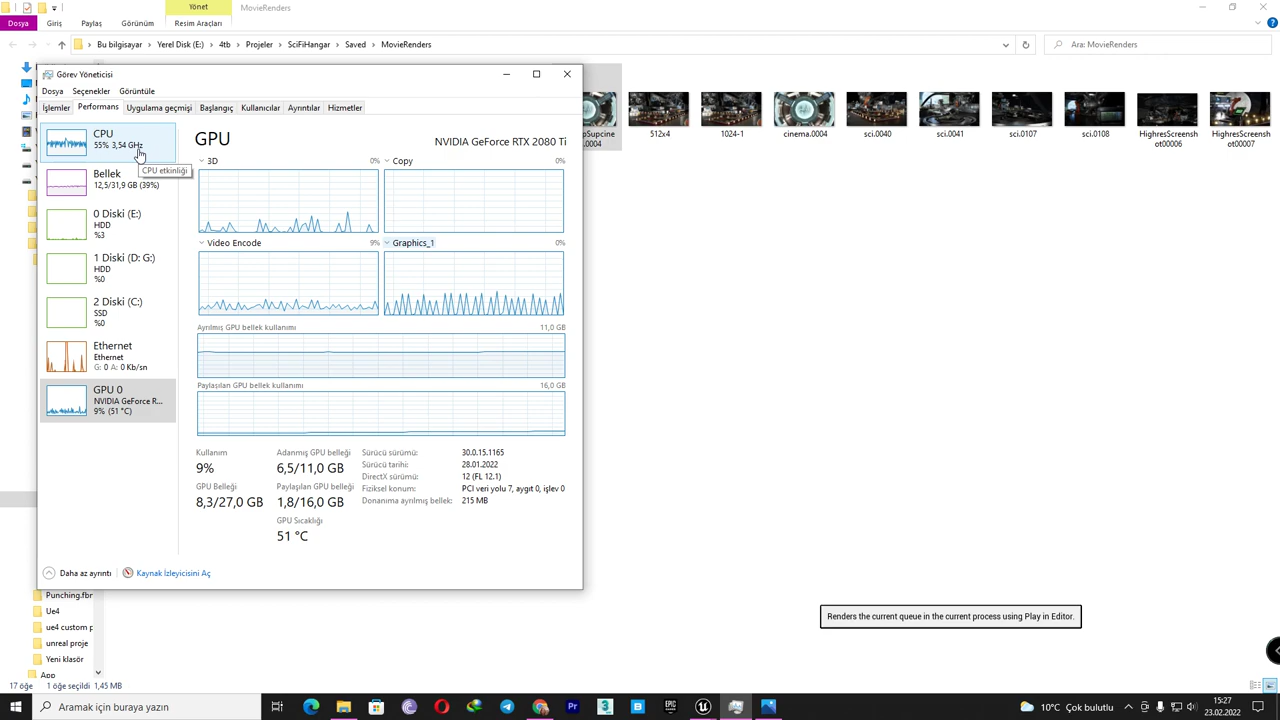 Yönet
MovieRenders
Dosya
Giriş
Paylaş
Görünüm
Resim Araçları
Bu bilgisayar
Yerel Disk (E:)
4tb
Projeler
SciFiHangar
Saved
MovieRenders
Ara: MovieRenders
Görev Yöneticisi
Dosya
Seçenekler
Görüntüle
İşlemler
Performans
Uygulama geçmişi
Başlangıç
Kullanıcılar
Ayrıntılar
Hizmetler
CPU
55% 3,54 GHz
CPU etkinliği
Bellek
12,5/31,9 GB (39%)
0 Diski (E:)
HDD
%3
1 Diski (D: G:)
HDD
%0
2 Diski (C:)
SSD
%0
Ethernet
Ethernet
G: 0 A: 0 Kb/sn
GPU 0
NVIDIA GeForce R...
9% (51 °C)
GPU
NVIDIA GeForce RTX 2080 Ti
3D
0%
Copy
0%
Video Encode
9%
Graphics_1
0%
Ayrılmış GPU bellek kullanımı
11,0 GB
Paylaşılan GPU bellek kullanımı
16,0 GB
Kullanım
9%
Adanmış GPU belleği
6,5/11,0 GB
GPU Belleği
8,3/27,0 GB
Paylaşılan GPU belleği
1,8/16,0 GB
GPU Sıcaklığı
51 °C
Sürücü sürümü: 30.0.15.1165
Sürücü tarihi: 28.01.2022
DirectX sürümü: 12 (FL 12.1)
Fiziksel konum: PCI veri yolu 7, aygıt 0, işlev 0
Donanıma ayrılmış bellek: 215 MB
Daha az ayrıntı
Kaynak İzleyicisini Aç
pSupcine
.0004
512x4
1024-1
cinema.0004
sci.0040
sci.0041
sci.0107
sci.0108
HighresScreensh
ot00006
HighresScreensh
ot00007
Punching.fbr
Ue4
ue4 custom p
unreal proje
Yeni klasör
App
Renders the current queue in the current process using Play in Editor.
17 öğe
1 öğe seçildi
1,45 MB
Aramak için buraya yazın
10°C Çok bulutlu
15:27
23.02.2022